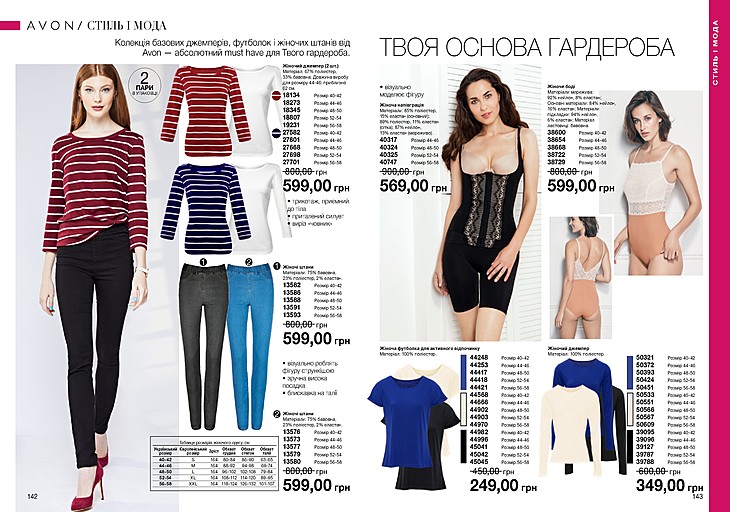 AVON / СТИЛЬ І МОДА
Колекція базових джемперів, футболок і жіночих штанів від
Avon — абсолютний must have для Твого гардероба.
2
ПАРИ
В УПАКОВЦІ
Жіночий джемпер (2 шт.)
Матеріал: 67% поліестер,
33% бавовна. Довжина виробу
для розміру 44-46: приблизно
62 см.
18134 Розмір 40-42
18273 Розмір 44-46
18345 Розмір 48-50
18807 Розмір 52-54
19231 Розмір 56-58
27582 Розмір 40-42
27601 Розмір 44-46
27668 Розмір 48-50
27698 Розмір 52-54
27701 Розмір 56-58
800,00 грн
599,00 грн
• трикотаж, приємний
до тіла
• приталений силует
• виріз «човник»
1
2
1 Жіночі штани
Матеріали: 75% бавовна,
23% поліестер, 2% еластан.
13582 Розмір 40-42
13586 Розмір 44-46
13588 Розмір 48-50
13591 Розмір 52-54
13593 Розмір 56-58
800,00 грн
599,00 грн
• візуально роблять
фігуру стрункішою
• зручна висока
посадка
• блискавка на талії
2 Жіночі штани
Матеріали: 75% бавовна,
23% поліестер, 2% еластан.
13576 Розмір 40-42
13573 Розмір 44-46
13577 Розмір 48-50
13579 Розмір 52-54
13580 Розмір 56-58
800,00 грн
599,00 грн
Таблиця розмірів жіночого одягу, см
Український розмір Європейський розмір Зріст Обхват грудей Обхват стегон Обхват талії
40-42 S 164 80-84 86-90 63-65
44-46 M 164 88-92 94-98 69-74
48-50 L 164 96-102 102-108 79-84
52-54 XL 164 108-112 114-120 89-95
56-58 XXL 164 118-124 126-132 101-107
142
ТВОЯ ОСНОВА ГАРДЕРОБА
СТИЛЬ І МОДА
• візуально
моделює фігуру
Жіноча напівграція
Матеріали: 85% поліестер,
15% еластан (основний);
89% поліестер, 11% еластан
(сітка); 87% нейлон,
13% еластан (мереживо).
40317 Розмір 44-46
40324 Розмір 48-50
40325 Розмір 52-54
40747 Розмір 56-58
900,00 грн
569,00 грн
Жіноче боді
Матеріали мереживо:
92% нейлон, 8% еластан;
Основні матеріали: 84% нейлон,
16% еластан; Матеріали
підкладки: 94% нейлон,
6% еластан. Матеріал
ластовиці: бавовна.
38600 Розмір 40-42
38654 Розмір 44-46
38668 Розмір 48-50
38722 Розмір 52-54
38729 Розмір 56-58
800,00 грн
599,00 грн
Жіноча футболка для активного відпочинку
Матеріал: 100% поліестер.
44248 Розмір 40-42
44253 Розмір 44-46
44417 Розмір 48-50
44418 Розмір 52-54
44421 Розмір 56-58
44568 Розмір 40-42
44666 Розмір 44-46
44902 Розмір 48-50
44903 Розмір 52-54
44970 Розмір 56-58
44982 Розмір 40-42
44996 Розмір 44-46
45041 Розмір 48-50
45042 Розмір 52-54
45045 Розмір 56-58
450,00 грн
249,00 грн
Жіночий джемпер
Матеріал: 100% поліестер.
50321 Розмір 40-42
50372 Розмір 44-46
50393 Розмір 48-50
50424 Розмір 52-54
50451 Розмір 56-58
50533 Розмір 40-42
50551 Розмір 44-46
50566 Розмір 48-50
50567 Розмір 52-54
50609 Розмір 56-58
39095 Розмір 40-42
39096 Розмір 44-46
39127 Розмір 48-50
39787 Розмір 52-54
39788 Розмір 56-58
600,00 грн
349,00 грн
143